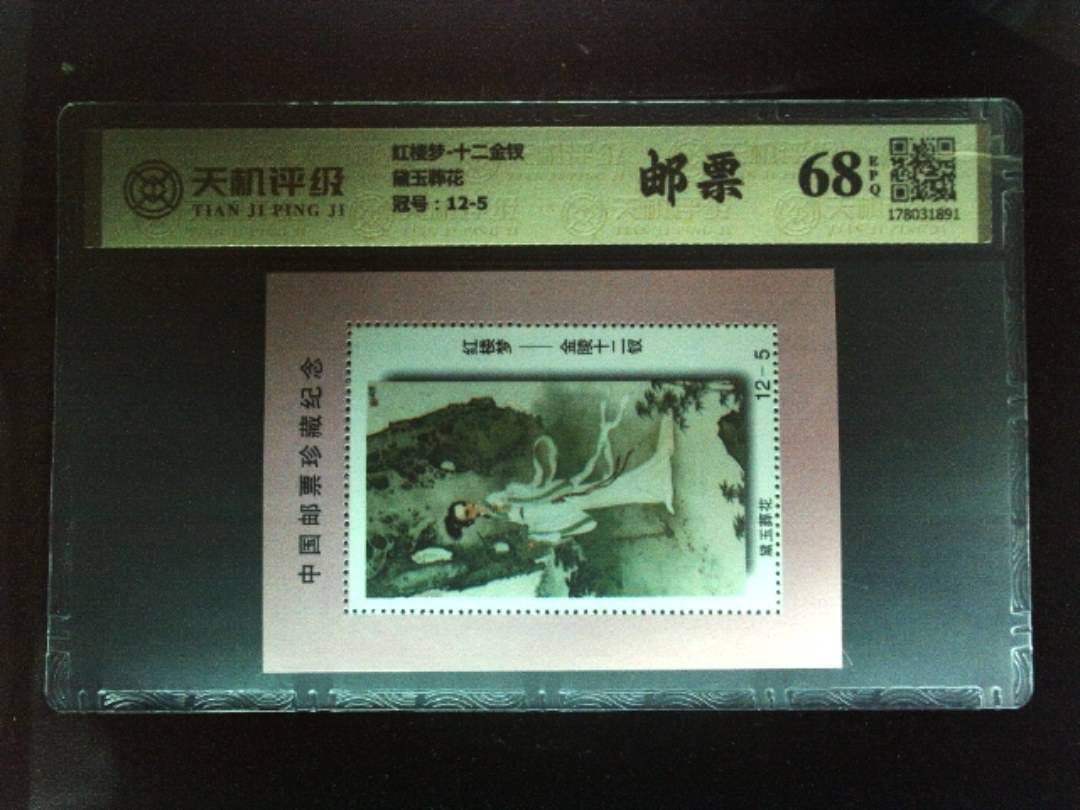 天机评级
TIAN JI PING JI
红楼梦-十二金钗
黛玉葬花
冠号：12-5
邮票
68
EPQ
178031891
中国邮票珍藏纪念
红楼梦——金陵十二钗
12-5
黛玉葬花